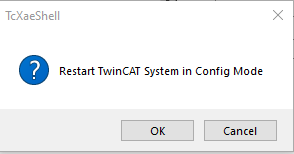 TcXaeShell
Restart TwinCAT System in Config Mode
OK
Cancel